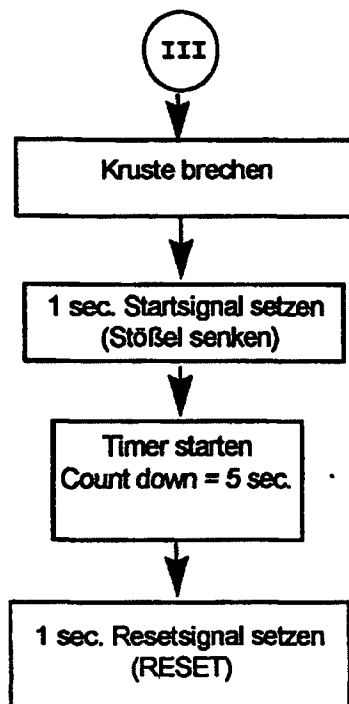 III
Kruste brechen
1 sec. Startsignal setzen
(Stößel senken)
Timer starten
Count down = 5 sec.
1 sec. Resetsignal setzen
(RESET)